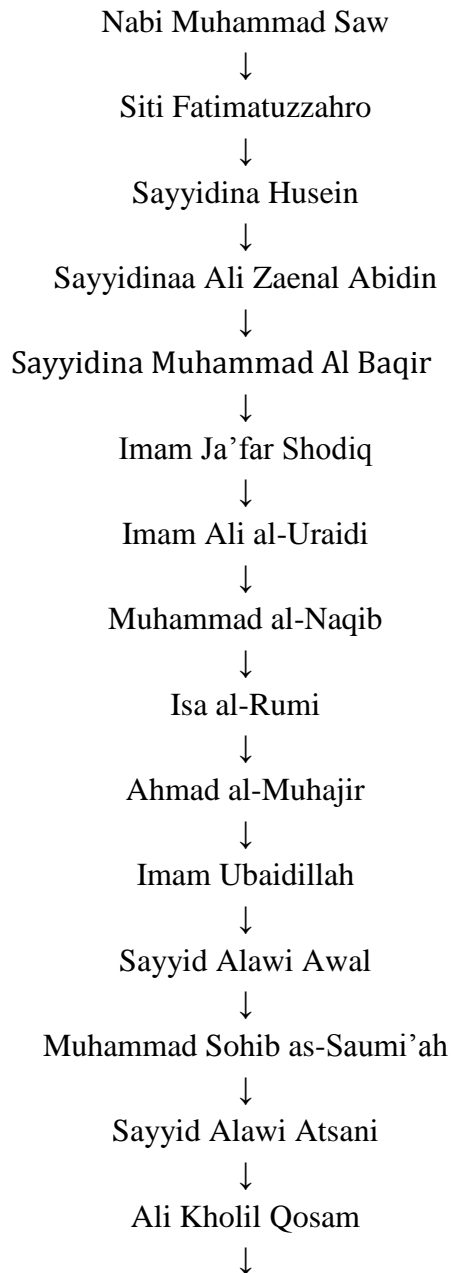 Nabi Muhammad Saw
↓
Siti Fatimatuzzahro
↓
Sayyidina Husein
↓
Sayyidinaa Ali Zaenal Abidin
↓
Sayyidina Muhammad Al Baqir
↓
Imam Ja’far Shodiq
↓
Imam Ali al-Uraidi
↓
Muhammad al-Naqib
↓
Isa al-Rumi
↓
Ahmad al-Muhajir
↓
Imam Ubaidillah
↓
Sayyid Alawi Awal
↓
Muhammad Sohib as-Saumi’ah
↓
Sayyid Alawi Atsani
↓
Ali Kholil Qosam
↓